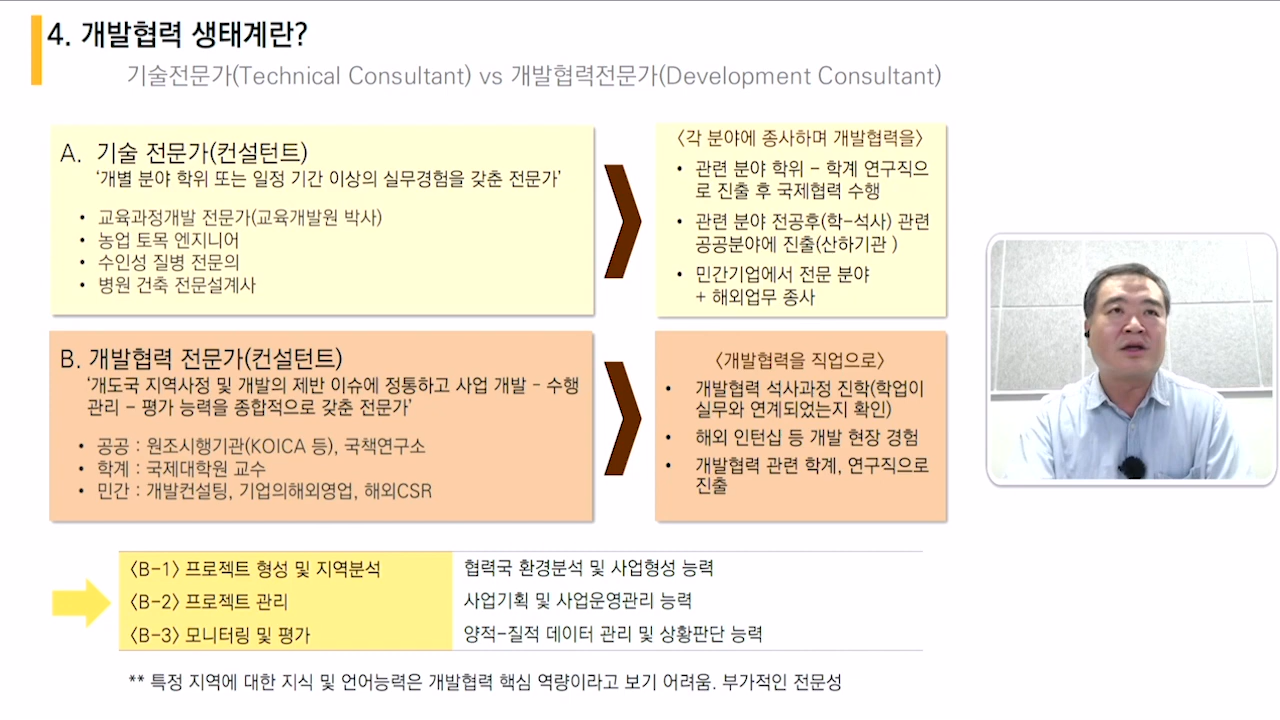 4. 개발협력 생태계란?
기술전문가(Technical Consultant) vs 개발협력전문가(Development Consultant)
A. 기술 전문가(컨설턴트)
‘개별 분야 학위 또는 일정 기간 이상의 실무경험을 갖춘 전문가’
• 교육과정개발 전문가(교육개발원 박사)
• 농업 토목 엔지니어
• 수인성 질병 전문의
• 병원 건축 전문설계사
〈각 분야에 종사하며 개발협력을〉
• 관련 분야 학위 – 학계 연구직으
로 진출 후 국제협력 수행
• 관련 분야 전공후(학-석사) 관련
공공분야에 진출(산하기관 )
• 민간기업에서 전문 분야
+ 해외업무 종사
B. 개발협력 전문가(컨설턴트)
‘개도국 지역사정 및 개발의 제반 이슈에 정통하고 사업 개발 – 수행
관리 – 평가 능력을 종합적으로 갖춘 전문가’
• 공공 : 원조시행기관(KOICA 등), 국책연구소
• 학계 : 국제대학원 교수
• 민간 : 개발컨설팅, 기업의해외영업, 해외CSR
〈개발협력을 직업으로〉
• 개발협력 석사과정 진학(학업이
실무와 연계되었는지 확인)
• 해외 인턴십 등 개발 현장 경험
• 개발협력 관련 학계, 연구직으로
진출
〈B-1〉 프로젝트 형성 및 지역분석 협력국 환경분석 및 사업형성 능력
〈B-2〉 프로젝트 관리 사업기획 및 사업운영관리 능력
〈B-3〉 모니터링 및 평가 양적-질적 데이터 관리 및 상황판단 능력
** 특정 지역에 대한 지식 및 언어능력은 개발협력 핵심 역량이라고 보기 어려움. 부가적인 전문성